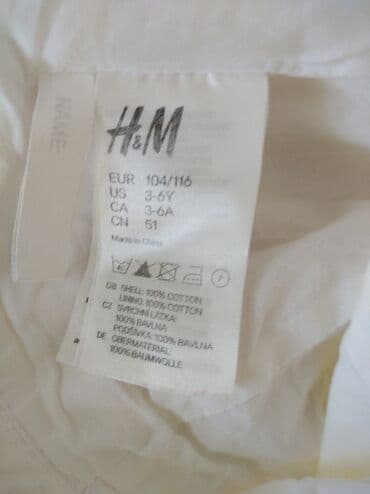 NAME:
H&M
EUR 104/116
US 3-6Y
CA 3-6A
CN 51
Made in China
GB SHELL: 100% COTTON
LINING: 100% COTTON
CZ SVRCHNÍ LÁTKA:
100% BAVLNA
PODŠÍVKA: 100% BAVLNA
DE OBERMATERIAL:
100% BAUMWOLLE